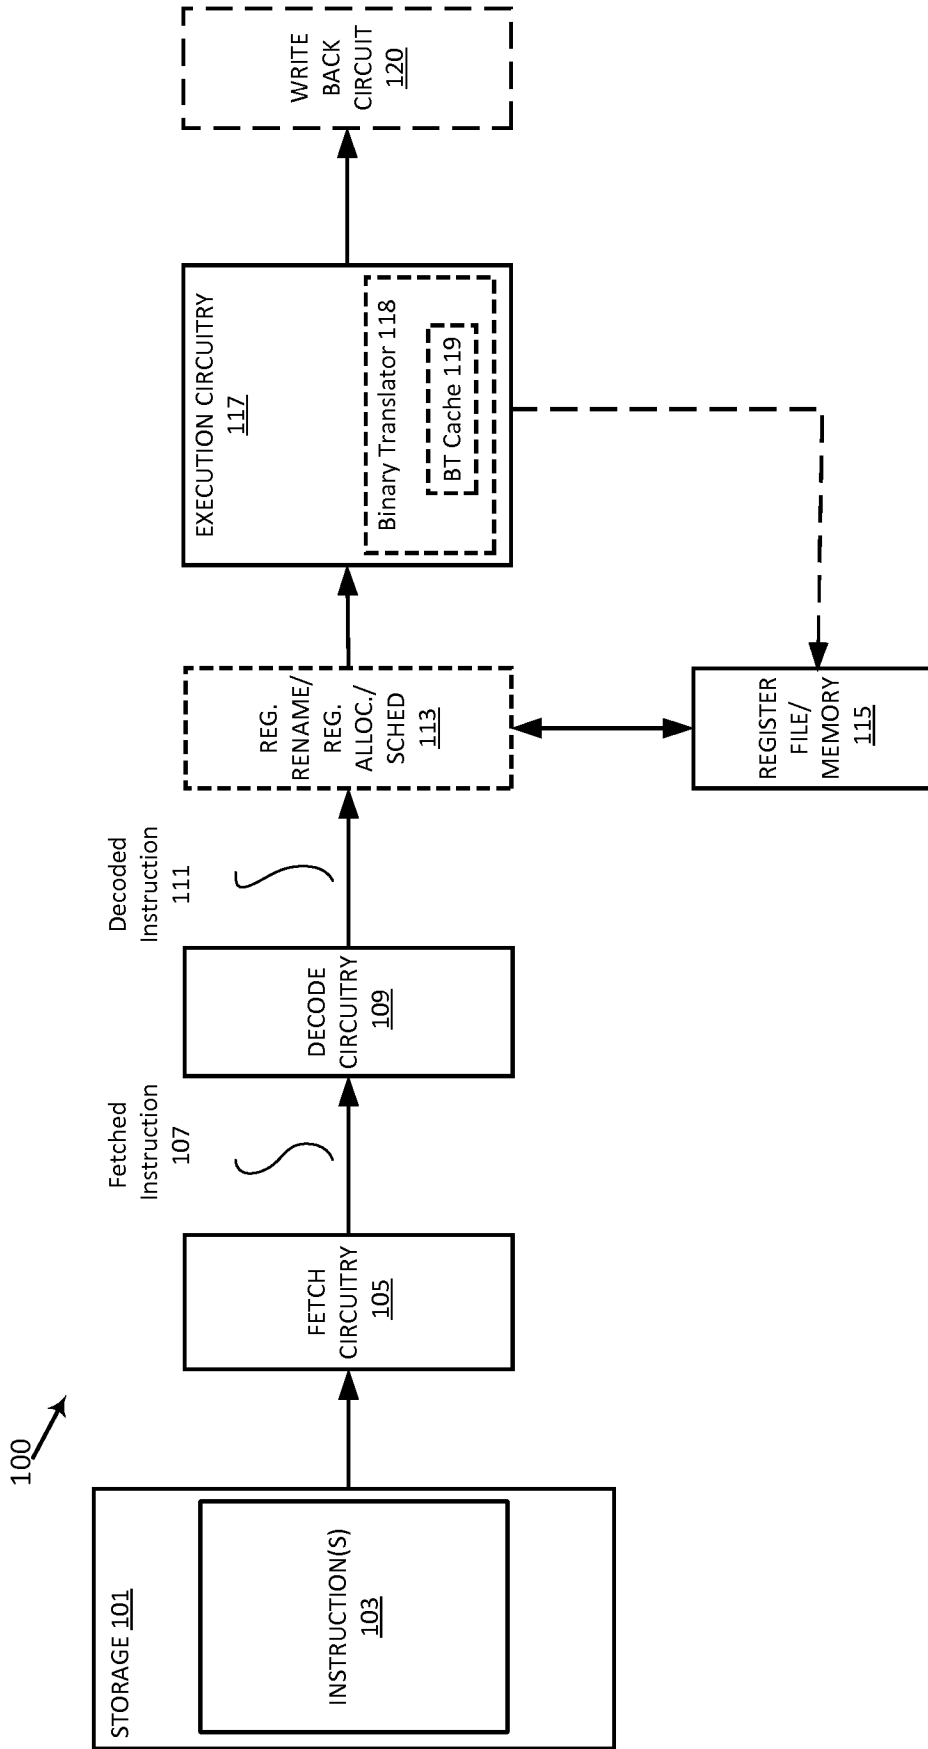 100
STORAGE 101
INSTRUCTION(S)
103
FETCH
CIRCUITRY
105
Fetched
Instruction
107
DECODE
CIRCUITRY
109
Decoded
Instruction
111
REG.
RENAME/
REG.
ALLOC./
SCHED
113
REGISTER
FILE/
MEMORY
115
EXECUTION CIRCUITRY
117
Binary Translator 118
BT Cache 119
WRITE
BACK
CIRCUIT
120